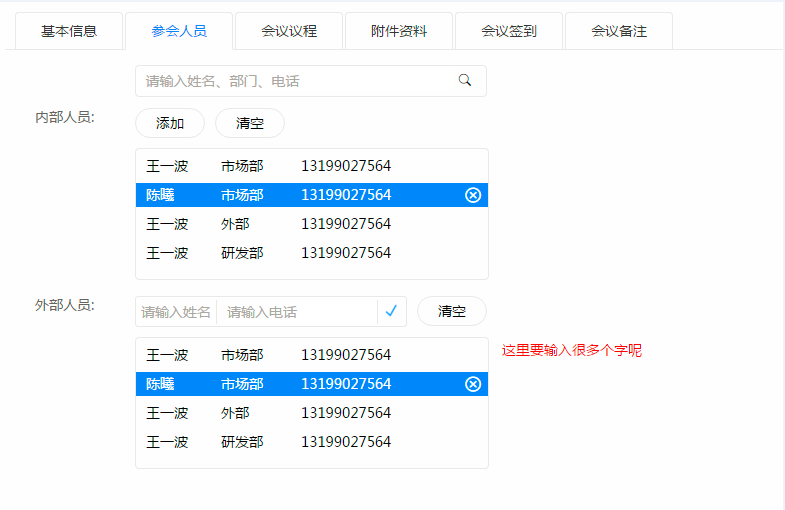 基本信息 参会人员 会议议程 附件资料 会议签到 会议备注
请输入姓名、部门、电话
内部人员: 添加 清空
王一波 市场部 13199027564
陈曦 市场部 13199027564
王一波 外部 13199027564
王一波 研发部 13199027564
外部人员: 请输入姓名 请输入电话 清空
王一波 市场部 13199027564 这里要输入很多个字呢
陈曦 市场部 13199027564
王一波 外部 13199027564
王一波 研发部 13199027564